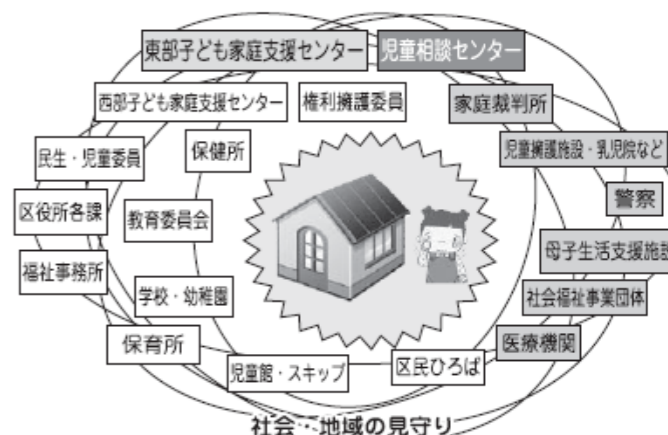 東部子ども家庭支援センター
児童相談センター
西部子ども家庭支援センター
権利擁護委員
家庭裁判所
民生・児童委員
保健所
児童擁護施設・乳児院など
区役所各課
教育委員会
警察
福祉事務所
母子生活支援施設
学校・幼稚園
社会福祉事業団体
保育所
医療機関
児童館・スキップ
区民ひろば
社会・地域の見守り